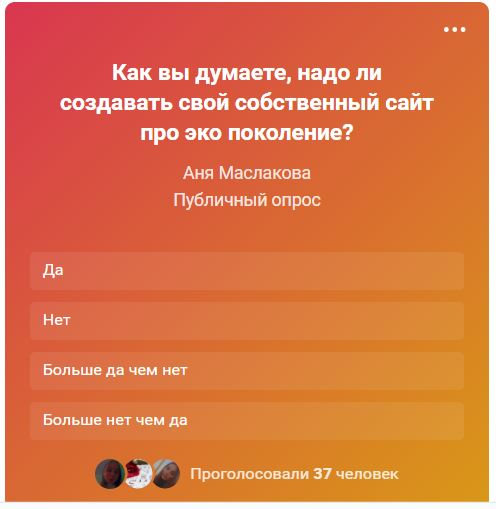 Как вы думаете, надо ли
создавать свой собственный сайт
про эко поколение?
Аня Маслакова
Публичный опрос
Да
Нет
Больше да чем нет
Больше нет чем да
Проголосовали 37 человек